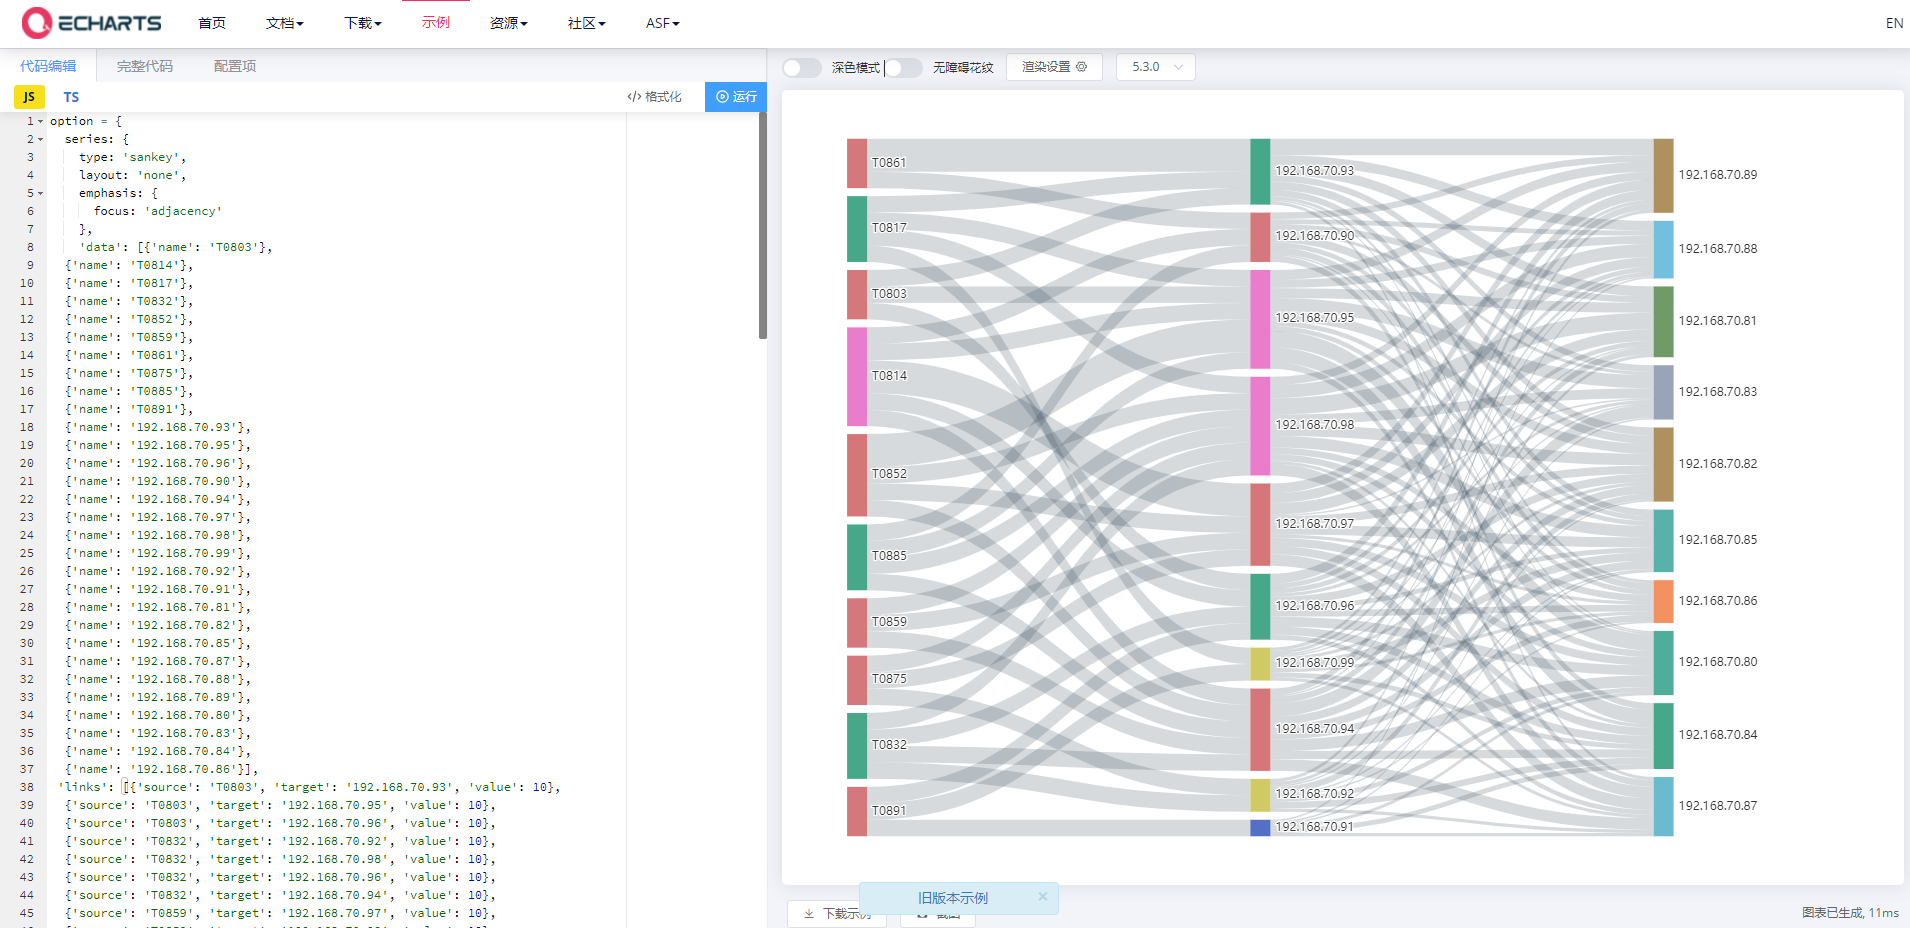 ECHARTS 首页 文档 下载 示例 资源 社区 ASF EN
代码编辑 完整代码 配置项
JS TS </> 格式化 运行
1 option = {
2 series: {
3 type: 'sankey',
4 layout: 'none',
5 emphasis: {
6 focus: 'adjacency'
7 },
8 'data': [{'name': 'T0803'},
9 {'name': 'T0814'},
10 {'name': 'T0817'},
11 {'name': 'T0832'},
12 {'name': 'T0852'},
13 {'name': 'T0859'},
14 {'name': 'T0861'},
15 {'name': 'T0875'},
16 {'name': 'T0885'},
17 {'name': 'T0891'},
18 {'name': '192.168.70.93'},
19 {'name': '192.168.70.95'},
20 {'name': '192.168.70.96'},
21 {'name': '192.168.70.90'},
22 {'name': '192.168.70.94'},
23 {'name': '192.168.70.97'},
24 {'name': '192.168.70.98'},
25 {'name': '192.168.70.99'},
26 {'name': '192.168.70.92'},
27 {'name': '192.168.70.91'},
28 {'name': '192.168.70.81'},
29 {'name': '192.168.70.82'},
30 {'name': '192.168.70.85'},
31 {'name': '192.168.70.87'},
32 {'name': '192.168.70.88'},
33 {'name': '192.168.70.89'},
34 {'name': '192.168.70.80'},
35 {'name': '192.168.70.83'},
36 {'name': '192.168.70.84'},
37 {'name': '192.168.70.86'}],
38 'links': [{'source': 'T0803', 'target': '192.168.70.93', 'value': 10},
39 {'source': 'T0803', 'target': '192.168.70.95', 'value': 10},
40 {'source': 'T0803', 'target': '192.168.70.96', 'value': 10},
41 {'source': 'T0832', 'target': '192.168.70.92', 'value': 10},
42 {'source': 'T0832', 'target': '192.168.70.98', 'value': 10},
43 {'source': 'T0832', 'target': '192.168.70.96', 'value': 10},
44 {'source': 'T0832', 'target': '192.168.70.94', 'value': 10},
45 {'source': 'T0859', 'target': '192.168.70.97', 'value': 10},
深色模式 无障碍花纹 渲染设置 5.3.0
T0861
T0817
T0803
T0814
T0852
T0885
T0859
T0875
T0832
T0891
192.168.70.93
192.168.70.90
192.168.70.95
192.168.70.98
192.168.70.97
192.168.70.96
192.168.70.99
192.168.70.94
192.168.70.92
192.168.70.91
192.168.70.89
192.168.70.88
192.168.70.81
192.168.70.83
192.168.70.82
192.168.70.85
192.168.70.86
192.168.70.80
192.168.70.84
192.168.70.87
旧版本示例 ×
下载示例 截图
图表已生成, 11ms